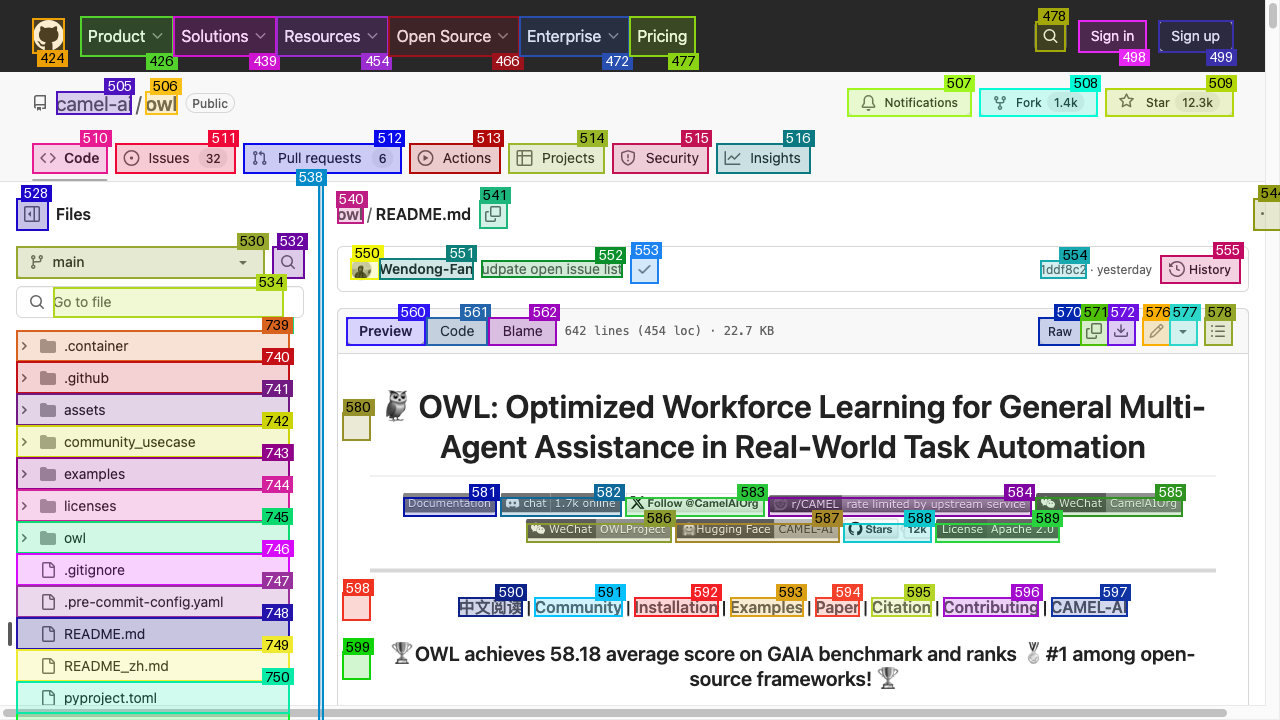 Product Solutions Resources Open Source Enterprise Pricing Sign in Sign up
424 426 439 454 466 472 477 478 498 499
505 506 507 508 509
camel-ai / owl Public Notifications Fork 1.4k Star 12.3k
510 511 512 513 514 515 516
Code Issues 32 Pull requests 6 Actions Projects Security Insights
538
528 540 541 544
Files owl / README.md
530 532 550 551 552 553 554 555
main Wendong-Fan udpate open issue list 1ddf8c2 · yesterday History
534
Go to file
560 561 562 570 571 572 576 577 578
Preview Code Blame 642 lines (454 loc) · 22.7 KB Raw
739
.container
740
.github
741
assets
580
🦉 OWL: Optimized Workforce Learning for General Multi-
Agent Assistance in Real-World Task Automation
742
community_usecase
743
examples
744
licenses
581 582 583 584 585
Documentation chat 1.7k online Follow @CamelAIOrg r/CAMEL rate limited by upstream service WeChat CamelAIOrg
586 587 588 589
WeChat OWLProject Hugging Face CAMEL-AI Stars 12k License Apache 2.0
745
owl
746
.gitignore
747
.pre-commit-config.yaml
598 590 591 592 593 594 595 596 597
中文阅读 | Community | Installation | Examples | Paper | Citation | Contributing | CAMEL-AI
748
README.md
749
README_zh.md
750
pyproject.toml
599
🏆OWL achieves 58.18 average score on GAIA benchmark and ranks 🥇#1 among open-
source frameworks! 🏆